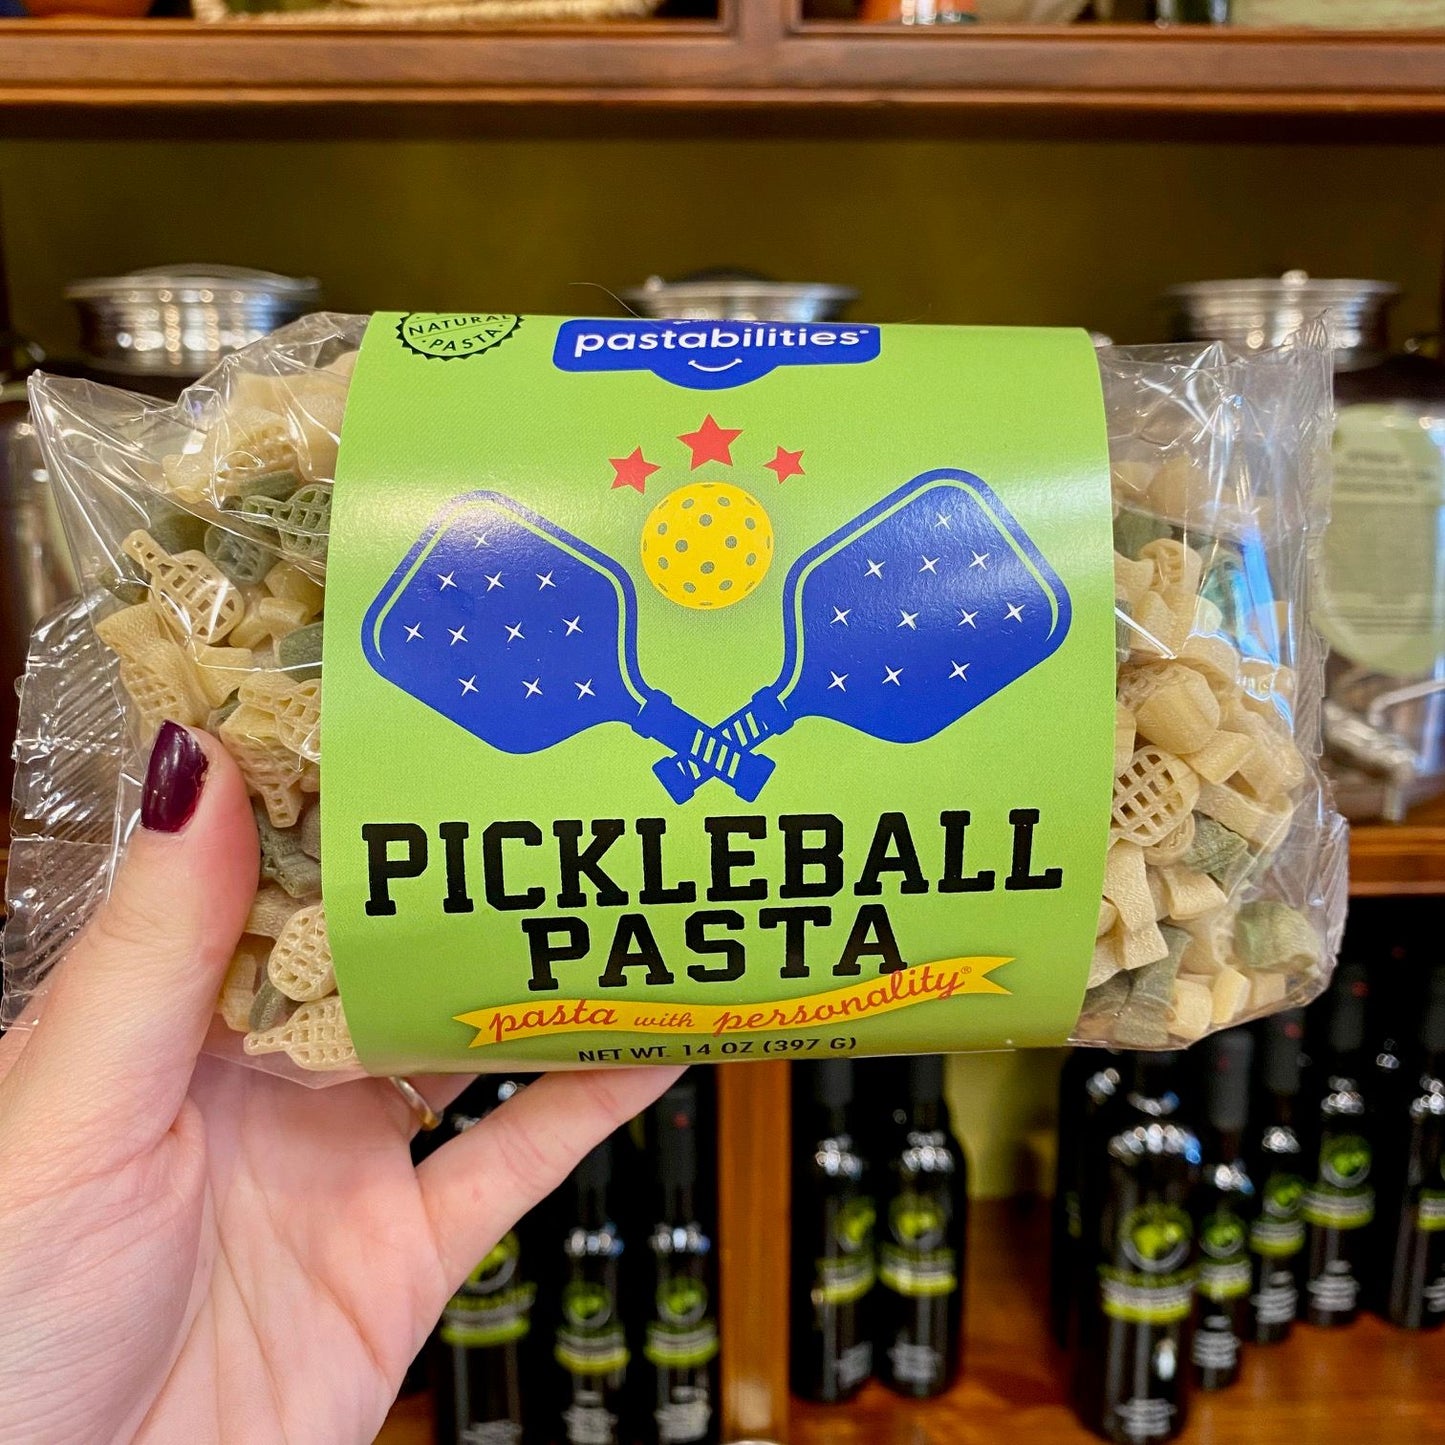 NATURAL
PASTA
pastabilities®
PICKLEBALL
PASTA
pasta with personality®
NET WT. 14 OZ (397 G)